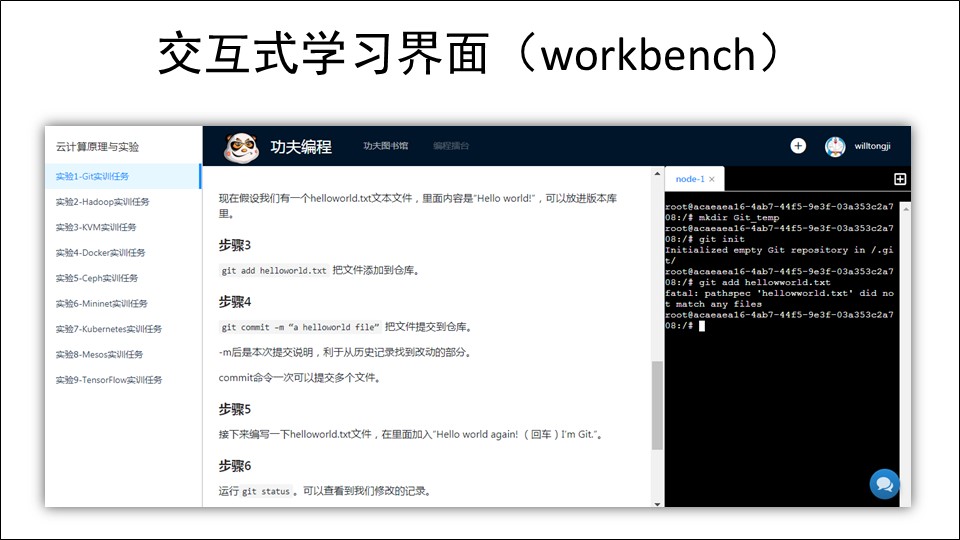 交互式学习界面（workbench）
云计算原理与实验
功夫编程
功夫图书馆
编程擂台
willtongji
实验1-Git实训任务
实验2-Hadoop实训任务
实验3-KVM实训任务
实验4-Docker实训任务
实验5-Ceph实训任务
实验6-Mininet实训任务
实验7-Kubernetes实训任务
实验8-Mesos实训任务
实验9-TensorFlow实训任务
现在假设我们有一个helloworld.txt文本文件，里面内容是"Hello world!"，可以放进版本库
里。
步骤3
git add helloworld.txt 把文件添加到仓库。
步骤4
git commit -m “a helloworld file” 把文件提交到仓库。
-m后是本次提交说明，利于从历史记录找到改动的部分。
commit命令一次可以提交多个文件。
步骤5
接下来编写一下helloworld.txt文件，在里面加入"Hello world again!（回车）I'm Git."。
步骤6
运行 git status 。可以查看到我们修改的记录。
node-1 ×
root@acaeaea16-4ab7-44f5-9e3f-03a353c2a7
08:/# mkdir Git_temp
root@acaeaea16-4ab7-44f5-9e3f-03a353c2a7
08:/# git init
Initialized empty Git repository in /.gi
t/
root@acaeaea16-4ab7-44f5-9e3f-03a353c2a7
08:/# git add hellowworld.txt
fatal: pathspec 'hellowworld.txt' did no
t match any files
root@acaeaea16-4ab7-44f5-9e3f-03a353c2a7
08:/#